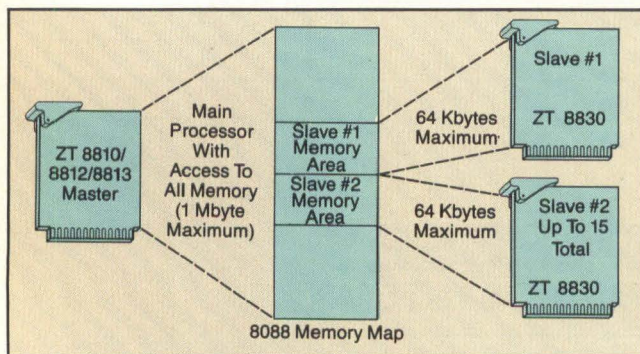 ZT 8810/
8812/8813
Master
Main
Processor
With
Access To
All Memory
(1 Mbyte
Maximum)
Slave #1
Memory
Area
Slave #2
Memory
Area
8088 Memory Map
64 Kbytes
Maximum
64 Kbytes
Maximum
Slave #1
ZT 8830
Slave #2
Up To 15
Total
ZT 8830